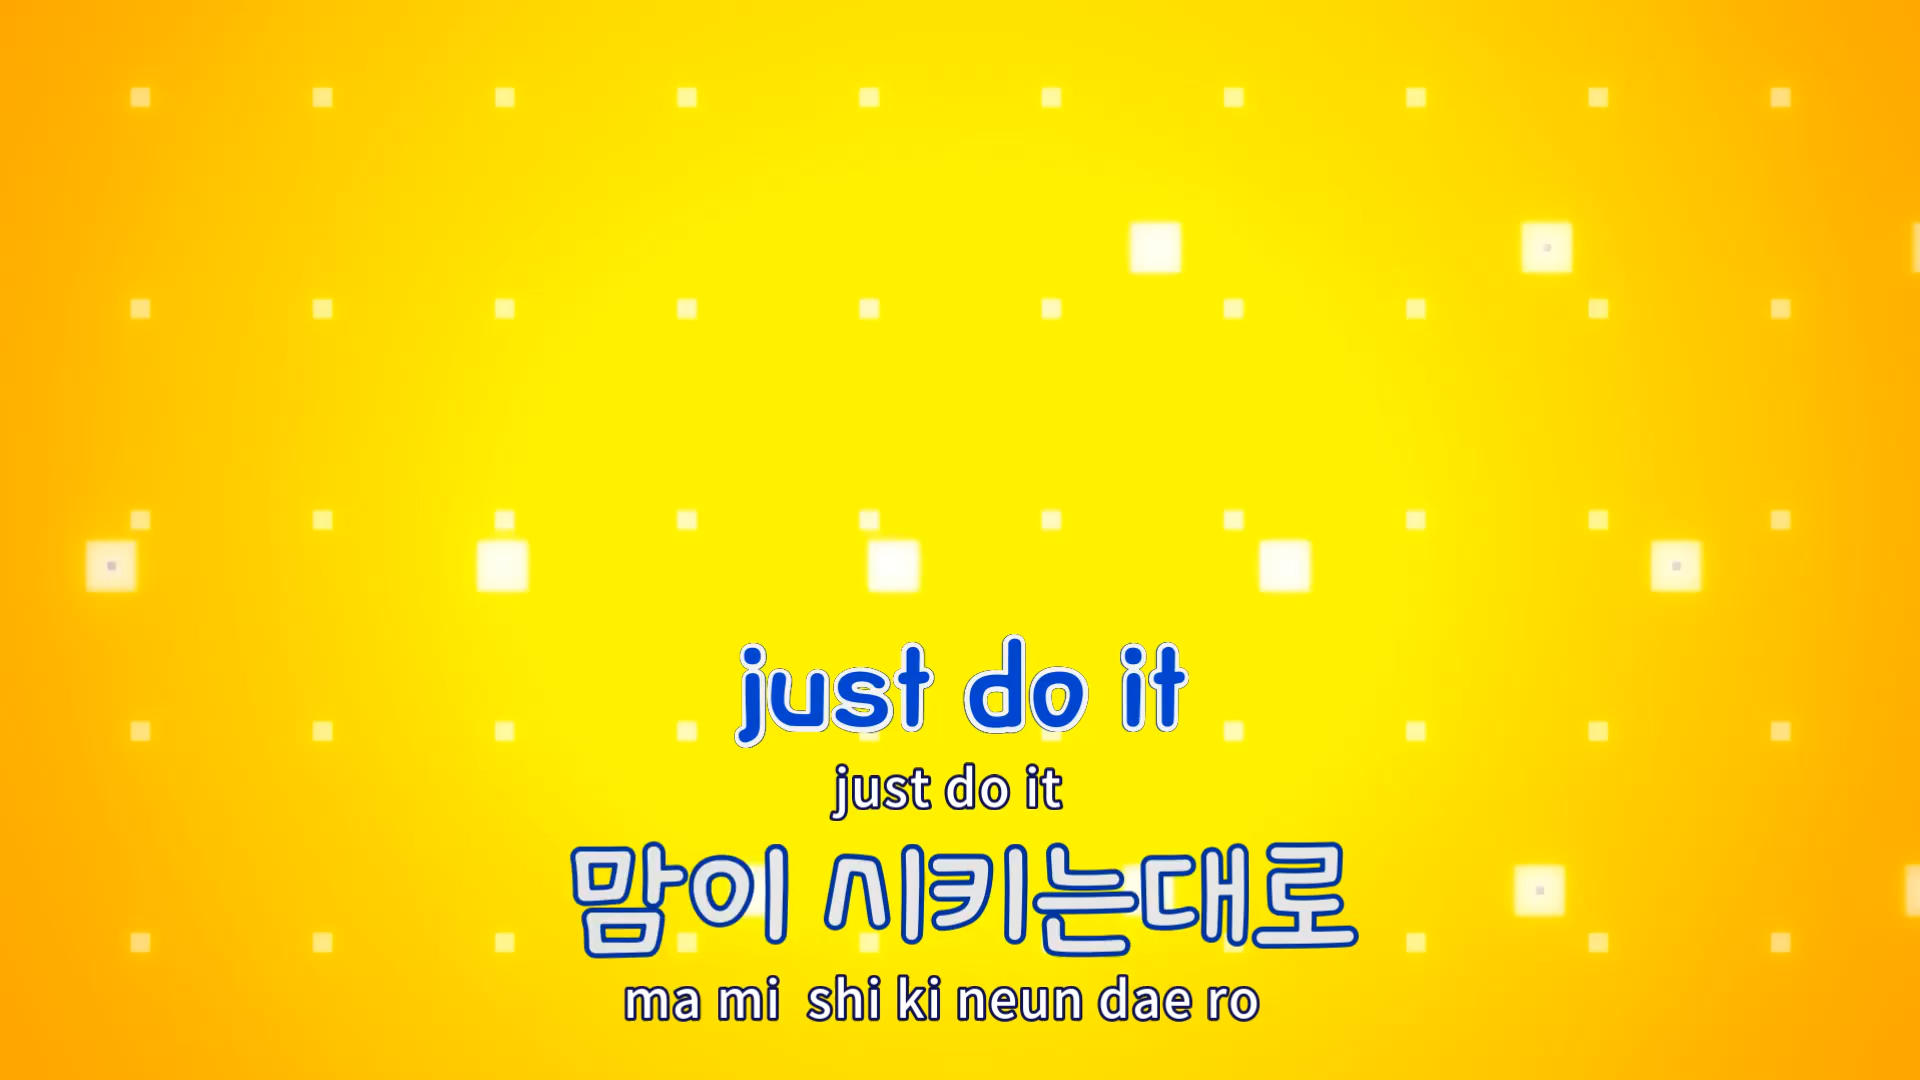 just do it
just do it
맘이 시키는대로
ma mi  shi ki neun dae ro